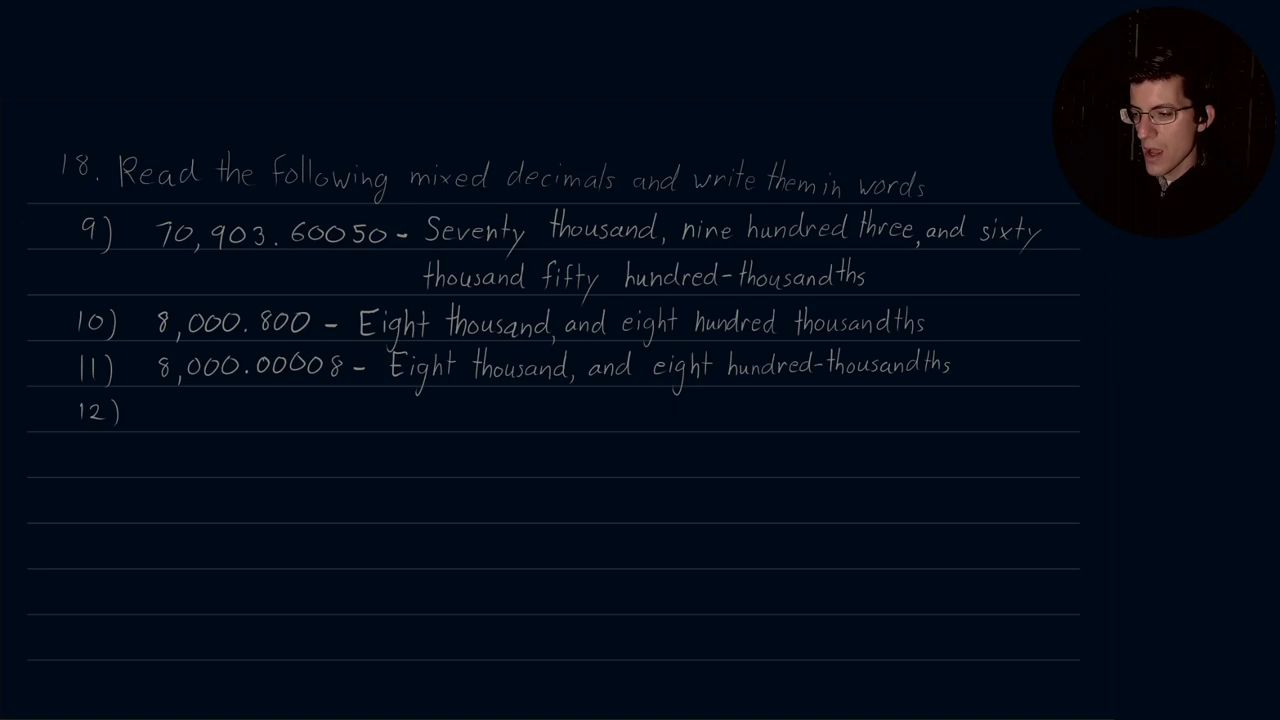 18. Read the following mixed decimals and write them in words
9) 70,903.60050 - Seventy thousand, nine hundred three, and sixty
thousand fifty hundred-thousandths
10) 8,000.800 - Eight thousand, and eight hundred thousandths
11) 8,000.00008 - Eight thousand, and eight hundred-thousandths
12)